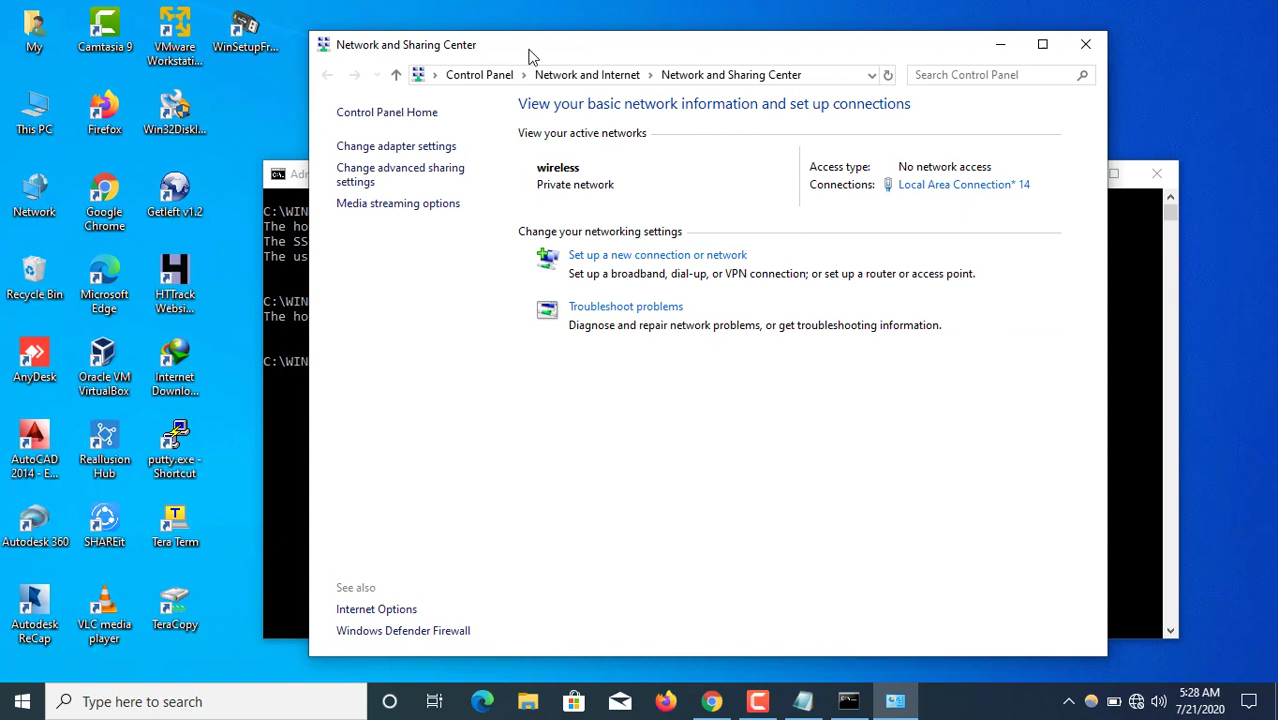 My
Camtasia 9
VMware
Workstati...
WinSetupFr...
This PC
Firefox
Win32DiskI...
Network
Google
Chrome
Getleft v1.2
Recycle Bin
Microsoft
Edge
HTTrack
Websi...
AnyDesk
Oracle VM
VirtualBox
Internet
Downlo...
AutoCAD
2014 - E...
Reallusion
Hub
putty.exe -
Shortcut
Autodesk 360
SHAREit
Tera Term
Autodesk
ReCap
VLC media
player
TeraCopy
Adn
C:\WIN
The ho
The SS
The us
C:\WIN
The ho
C:\WIN
Network and Sharing Center
Control Panel > Network and Internet > Network and Sharing Center
Search Control Panel
Control Panel Home
Change adapter settings
Change advanced sharing
settings
Media streaming options
View your basic network information and set up connections
View your active networks
wireless
Private network
Access type: No network access
Connections: Local Area Connection* 14
Change your networking settings
Set up a new connection or network
Set up a broadband, dial-up, or VPN connection; or set up a router or access point.
Troubleshoot problems
Diagnose and repair network problems, or get troubleshooting information.
See also
Internet Options
Windows Defender Firewall
Type here to search
5:28 AM
7/21/2020